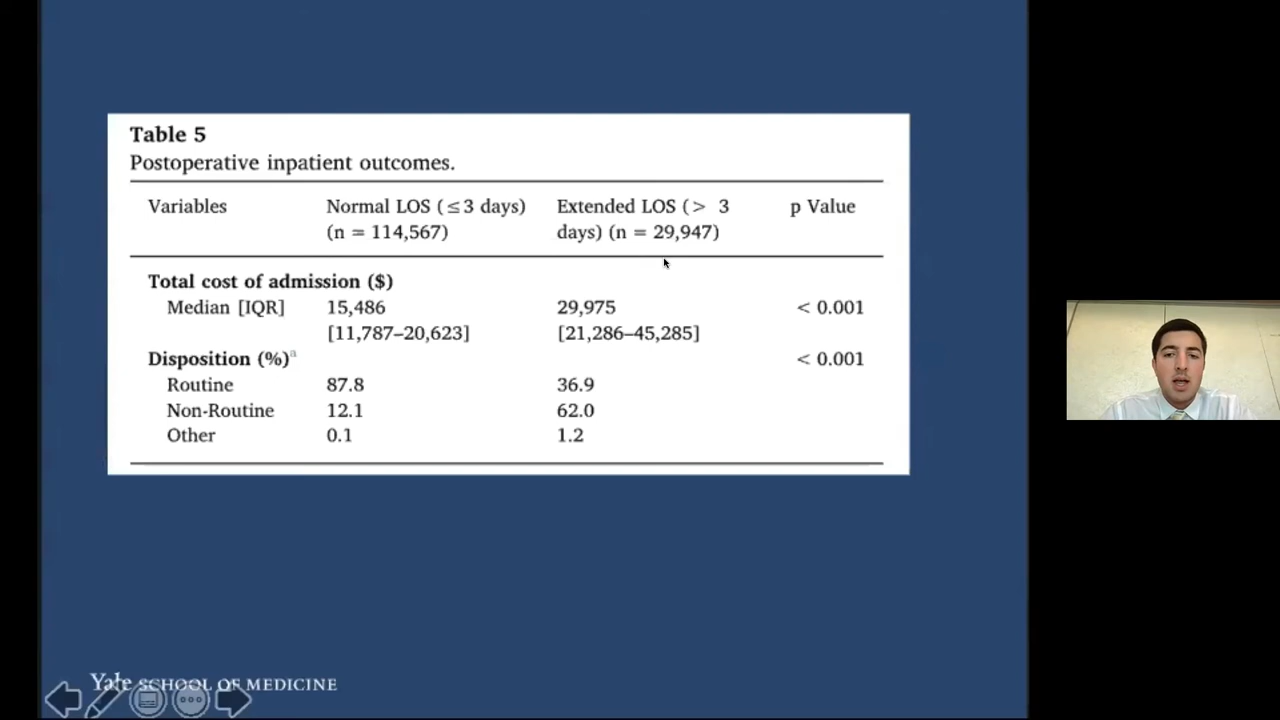 Table 5
Postoperative inpatient outcomes.
Variables Normal LOS (≤3 days) Extended LOS (> 3 p Value
(n = 114,567) days) (n = 29,947)
Total cost of admission ($)
Median [IQR] 15,486 29,975 < 0.001
[11,787–20,623] [21,286–45,285]
Disposition (%)a < 0.001
Routine 87.8 36.9
Non-Routine 12.1 62.0
Other 0.1 1.2
Yale SCHOOL OF MEDICINE